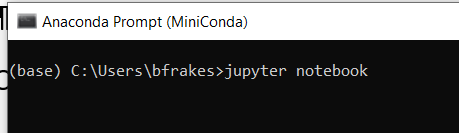 Anaconda Prompt (MiniConda)
(base) C:\Users\bfrakes>jupyter notebook